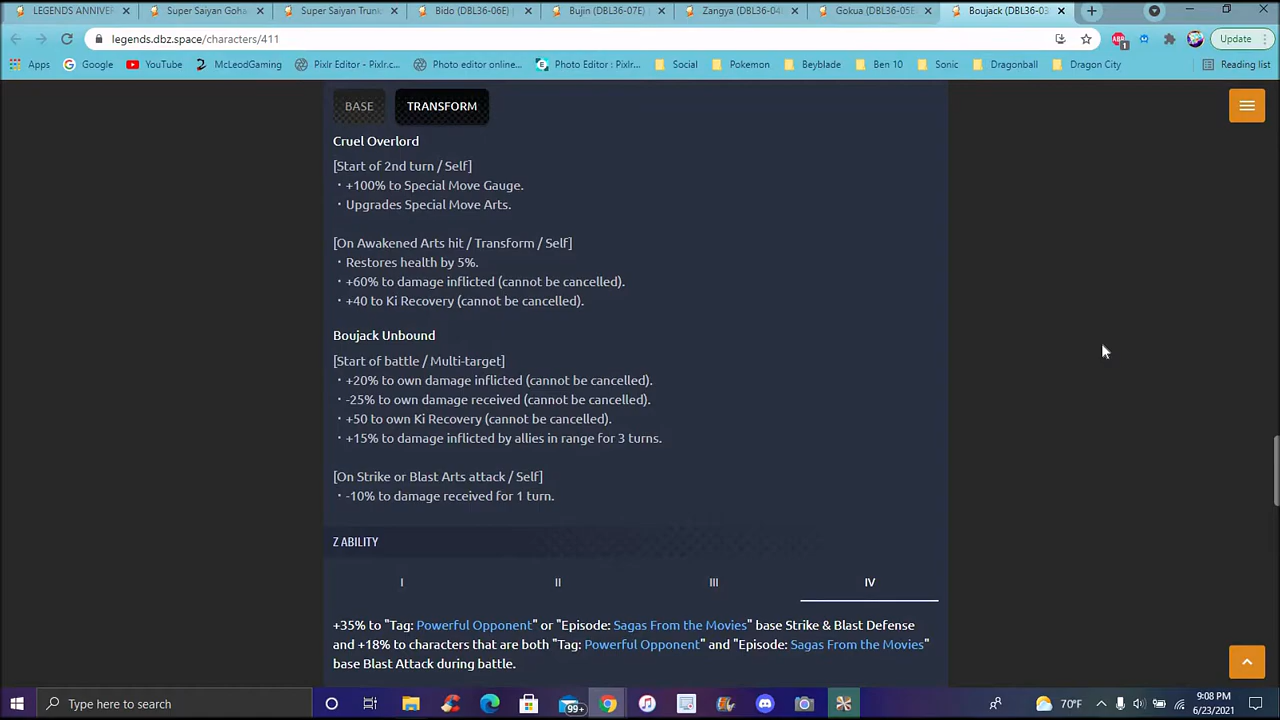 LEGENDS ANNIVER
Super Saiyan Goha
Super Saiyan Trunk
Bido (DBL36-06E)
Bujin (DBL36-07E)
Zangya (DBL36-04
Gokua (DBL36-05E
Boujack (DBL36-03
legends.dbz.space/characters/411
ABP
1
Update
Apps
Google
YouTube
McLeodGaming
Pixlr Editor - Pixlr.c...
Photo editor online...
Photo Editor : Pixlr...
Social
Pokemon
Beyblade
Ben 10
Sonic
Dragonball
Dragon City
Reading list
BASE
TRANSFORM
Cruel Overlord
[Start of 2nd turn / Self]
・+100% to Special Move Gauge.
・Upgrades Special Move Arts.
[On Awakened Arts hit / Transform / Self]
・Restores health by 5%.
・+60% to damage inflicted (cannot be cancelled).
・+40 to Ki Recovery (cannot be cancelled).
Boujack Unbound
[Start of battle / Multi-target]
・+20% to own damage inflicted (cannot be cancelled).
・-25% to own damage received (cannot be cancelled).
・+50 to own Ki Recovery (cannot be cancelled).
・+15% to damage inflicted by allies in range for 3 turns.
[On Strike or Blast Arts attack / Self]
・-10% to damage received for 1 turn.
Z ABILITY
I II III IV
+35% to "Tag: Powerful Opponent" or "Episode: Sagas From the Movies" base Strike & Blast Defense
and +18% to characters that are both "Tag: Powerful Opponent" and "Episode: Sagas From the Movies"
base Blast Attack during battle.
Type here to search
99+
70°F
9:08 PM
6/23/2021